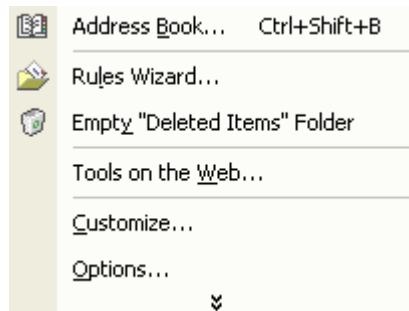 Address Book... Ctrl+Shift+B
Rules Wizard...
Empty "Deleted Items" Folder
Tools on the Web...
Customize...
Options...